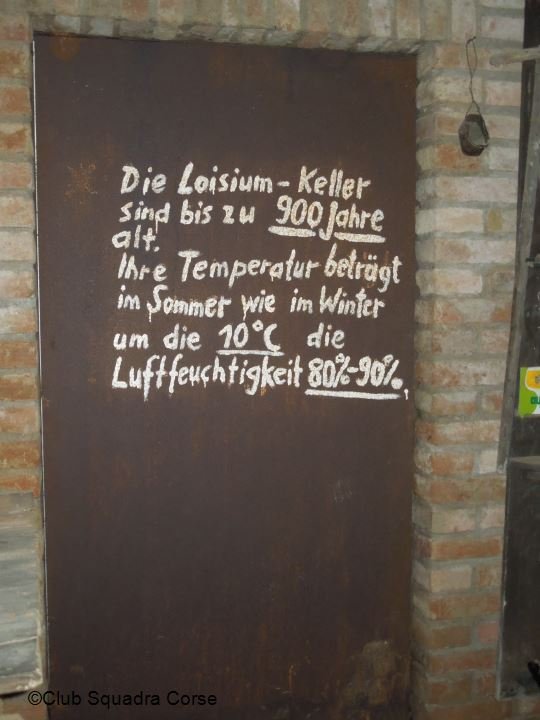 Die Loisium-Keller
sind bis zu 900 Jahre
alt.
Ihre Temperatur beträgt
im Sommer wie im Winter
um die 10°C die
Luftfeuchtigkeit 80%-90%.
©Club Squadra Corse